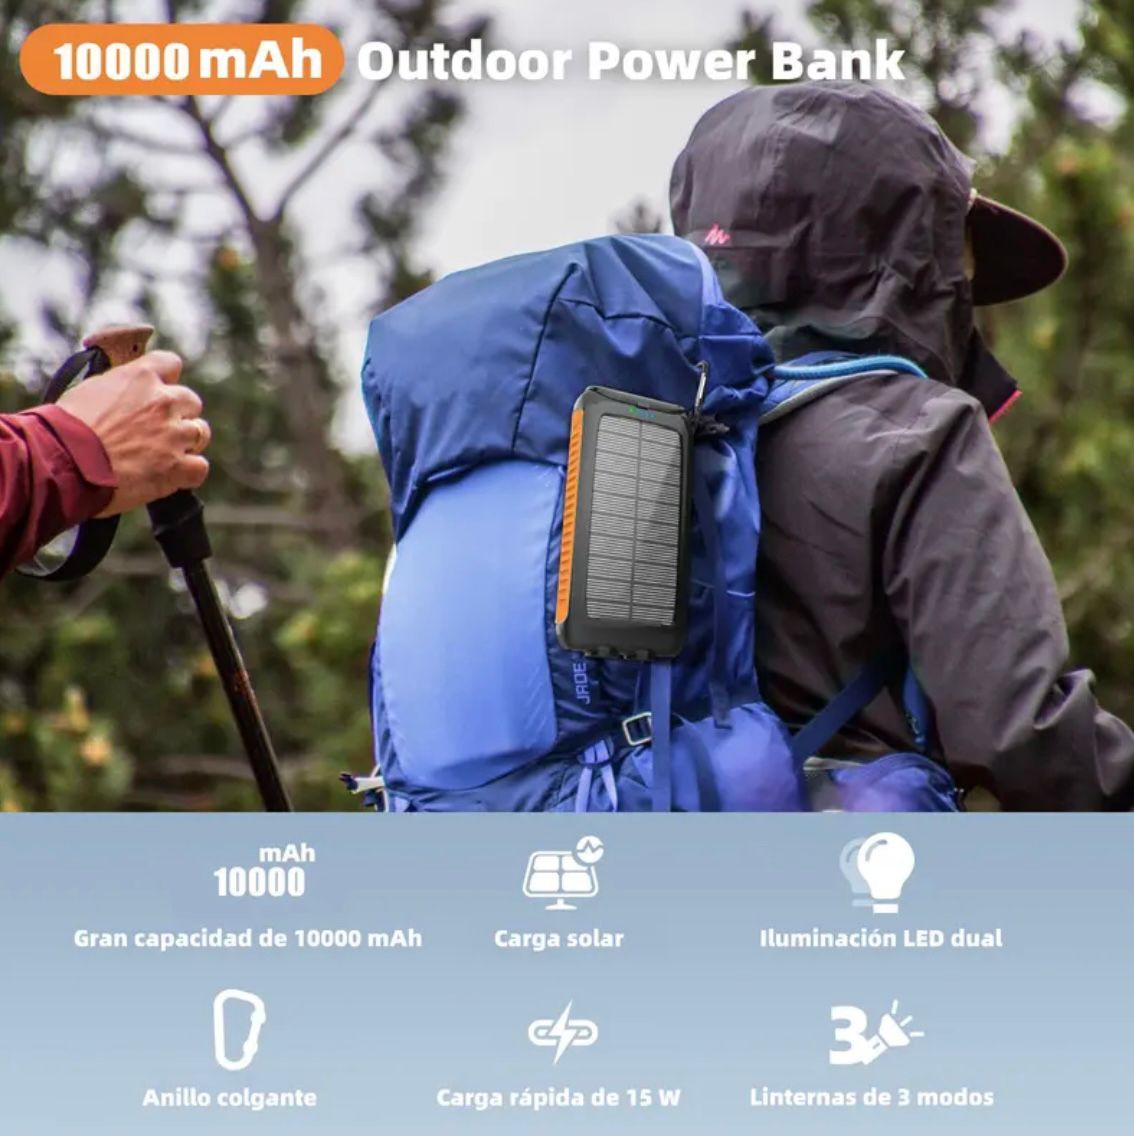 10000 mAh Outdoor Power Bank
JADE
mAh
10000
Gran capacidad de 10000 mAh
Carga solar
Iluminación LED dual
3
Anillo colgante
Carga rápida de 15 W
Linternas de 3 modos